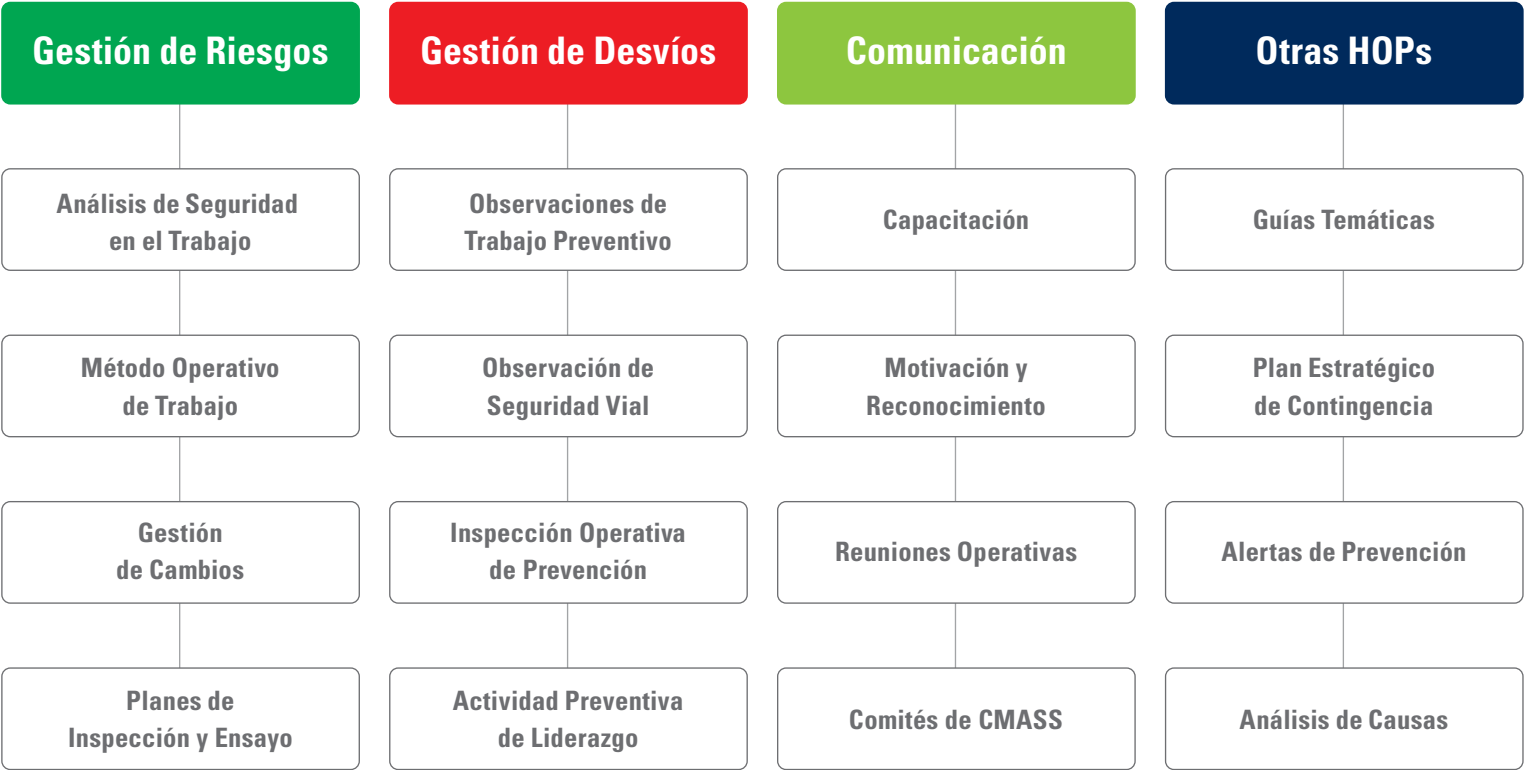 Gestión de Riesgos
Análisis de Seguridad
en el Trabajo
Método Operativo
de Trabajo
Gestión
de Cambios
Planes de
Inspección y Ensayo
Gestión de Desvíos
Observaciones de
Trabajo Preventivo
Observación de
Seguridad Vial
Inspección Operativa
de Prevención
Actividad Preventiva
de Liderazgo
Comunicación
Capacitación
Motivación y
Reconocimiento
Reuniones Operativas
Comités de CMASS
Otras HOPs
Guías Temáticas
Plan Estratégico
de Contingencia
Alertas de Prevención
Análisis de Causas